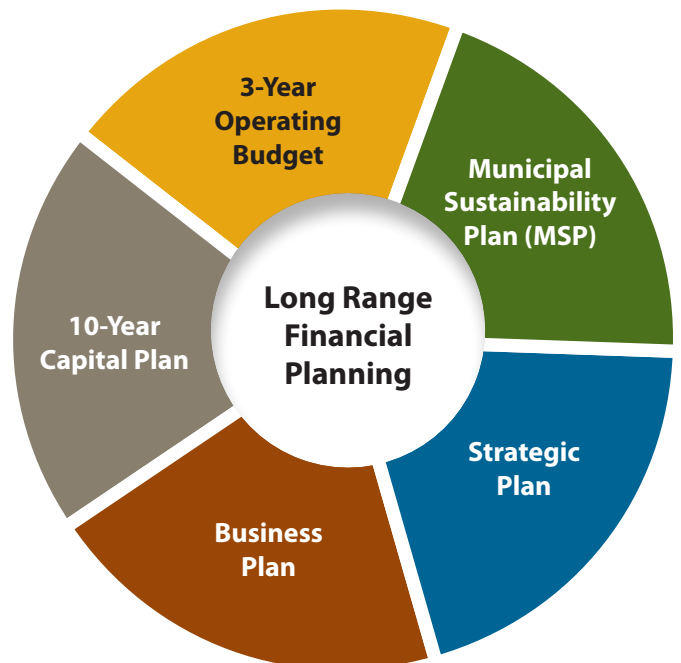 3-Year
Operating
Budget
Municipal
Sustainability
Plan (MSP)
Long Range
Financial
Planning
10-Year
Capital Plan
Strategic
Plan
Business
Plan